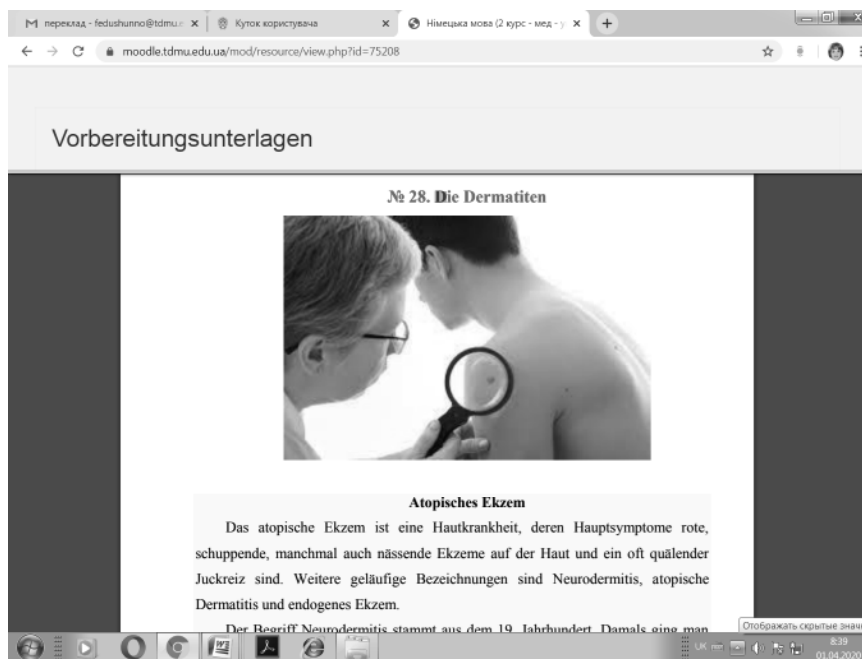 переклад - fedushunno@tdmu.e
Куток користувача
Німецька мова (2 курс - мед - у
moodle.tdmu.edu.ua/mod/resource/view.php?id=75208
Vorbereitungsunterlagen
№ 28. Die Dermatiten
Atopisches Ekzem
Das atopische Ekzem ist eine Hautkrankheit, deren Hauptsymptome rote,
schuppende, manchmal auch nässende Ekzeme auf der Haut und ein oft quälender
Juckreiz sind. Weitere geläufige Bezeichnungen sind Neurodermitis, atopische
Dermatitis und endogenes Ekzem.
Der Begriff Neurodermitis stammt aus dem 19. Jahrhundert. Damals ging man
Отображать скрытые знач
UK
8:39
01.04.2020